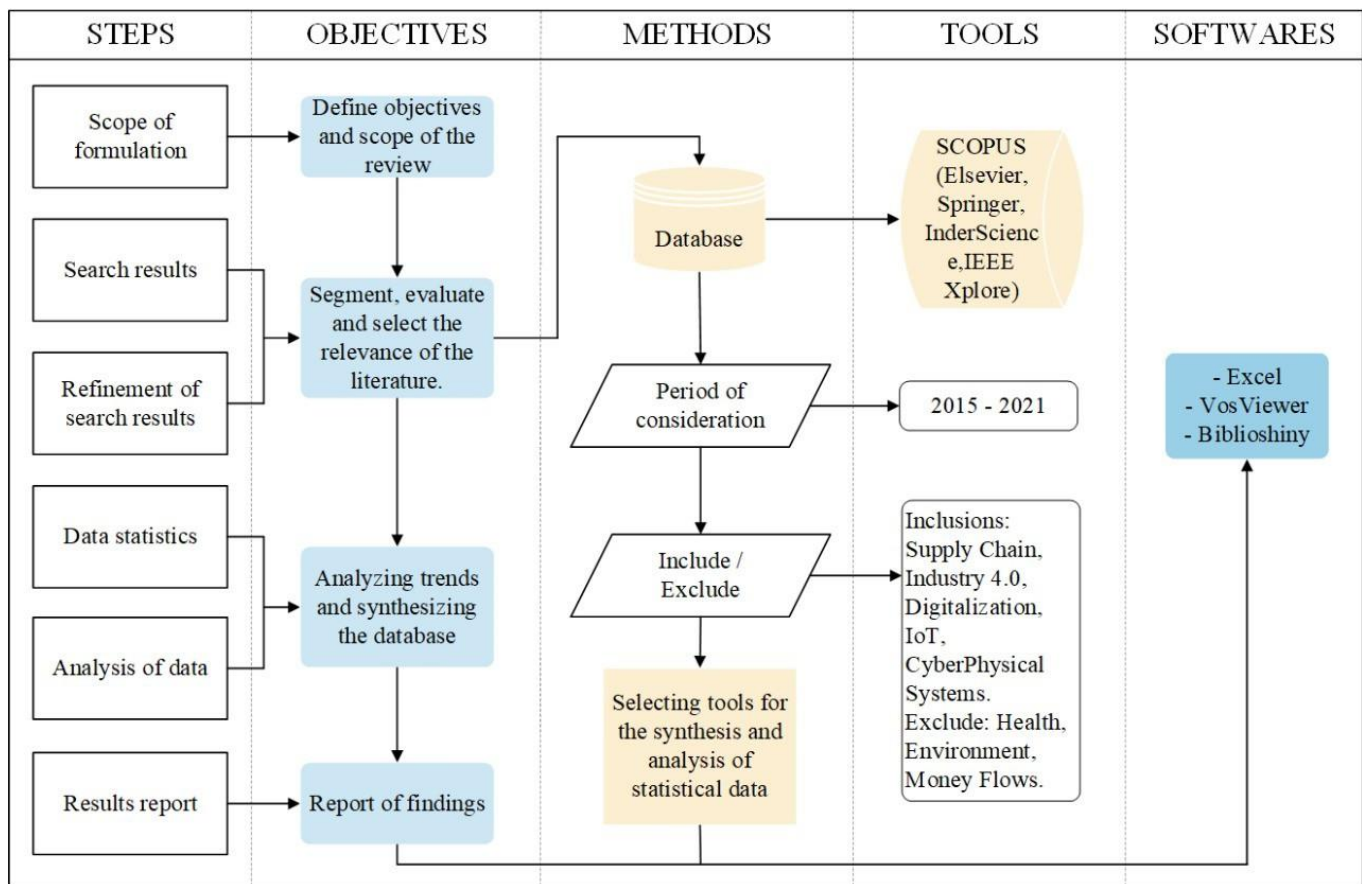 STEPS
OBJECTIVES
METHODS
TOOLS
SOFTWARES
Scope of
formulation
Search results
Refinement of
search results
Data statistics
Analysis of data
Results report
Define objectives
and scope of the
review
Segment, evaluate
and select the
relevance of the
literature.
Analyzing trends
and synthesizing
the database
Report of findings
Database
Period of
consideration
Include /
Exclude
Selecting tools for
the synthesis and
analysis of
statistical data
SCOPUS
(Elsevier,
Springer,
InderScienc
e,IEEE
Xplore)
2015 - 2021
Inclusions:
Supply Chain,
Industry 4.0,
Digitalization,
IoT,
CyberPhysical
Systems.
Exclude: Health,
Environment,
Money Flows.
- Excel
- VosViewer
- Biblioshiny